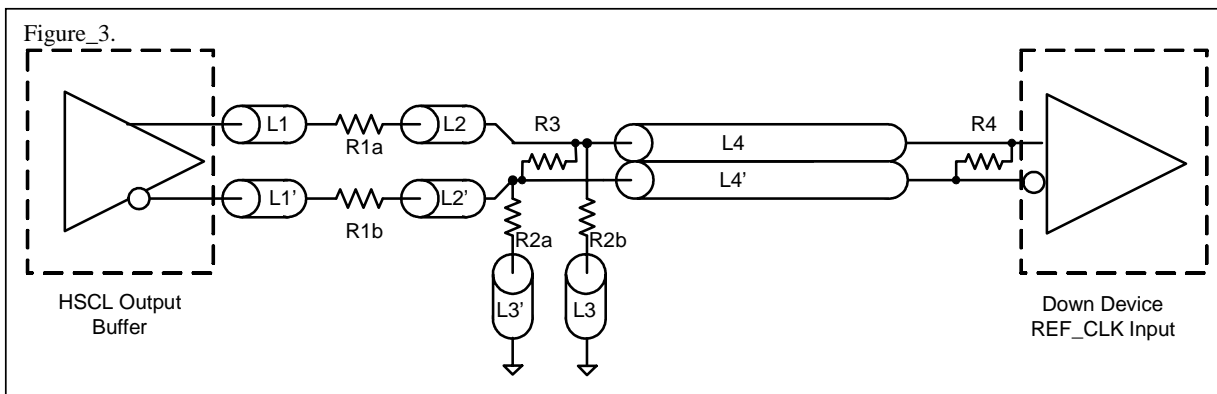 Figure_3.
L1
R1a
L2
R3
L4
R4
L1'
R1b
L2'
L4'
R2a
R2b
L3'
L3
HSCL Output
Buffer
Down Device
REF_CLK Input